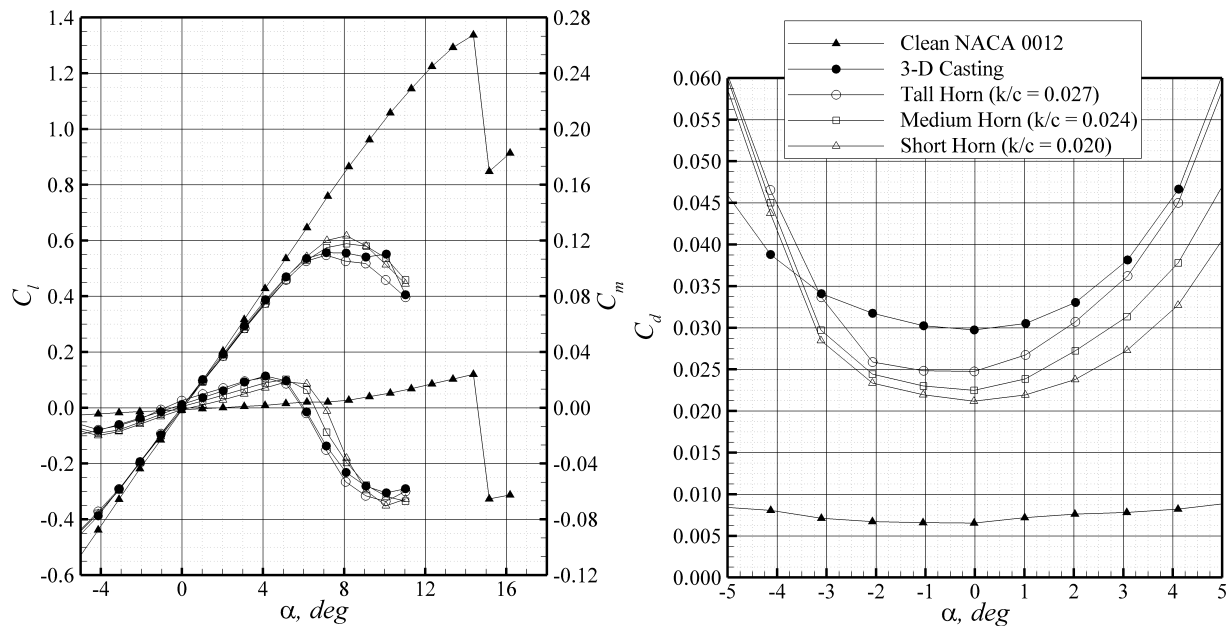 1.4
1.2
1.0
0.8
0.6
0.4
0.2
0.0
-0.2
-0.4
-0.6
C_l
0.28
0.24
0.20
0.16
0.12
0.08
0.04
0.00
-0.04
-0.08
-0.12
C_m
-4 0 4 8 12 16
α, deg
Clean NACA 0012
3-D Casting
Tall Horn (k/c = 0.027)
Medium Horn (k/c = 0.024)
Short Horn (k/c = 0.020)
0.060
0.055
0.050
0.045
0.040
0.035
0.030
0.025
0.020
0.015
0.010
0.005
0.000
C_d
-5 -4 -3 -2 -1 0 1 2 3 4 5
α, deg